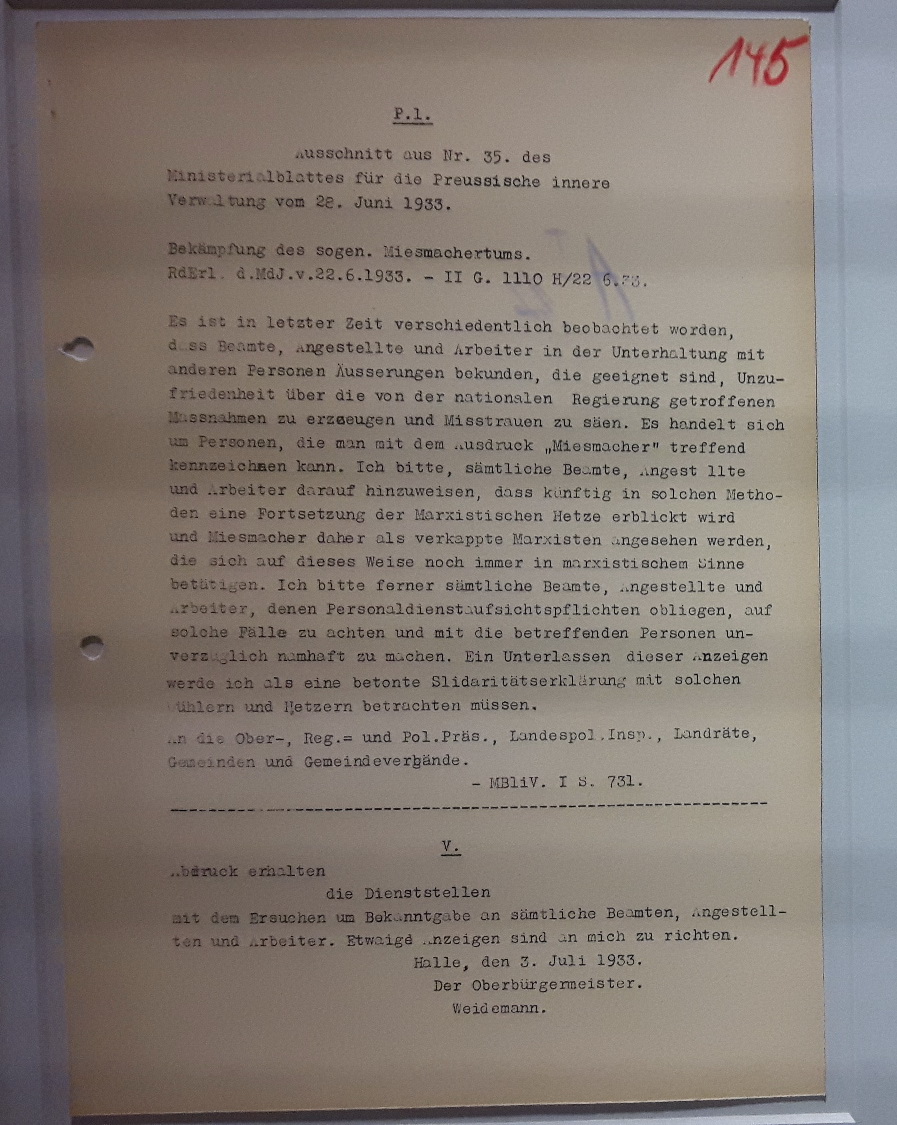 145
P.1.
Ausschnitt aus Nr. 35. des
Ministerialblattes für die Preussische innere
Verwaltung vom 28. Juni 1933.
Bekämpfung des sogen. Miesmachertums.
RdErl. d.MdJ.v.22.6.1933. - II G. 1110 H/22 6.33.
Es ist in letzter Zeit verschiedentlich beobachtet worden,
dass Beamte, Angestellte und Arbeiter in der Unterhaltung mit
anderen Personen Äusserungen bekunden, die geeignet sind, Unzu-
friedenheit über die von der nationalen Regierung getroffenen
Massnahmen zu erzeeugen und Misstrauen zu säen. Es handelt sich
um Personen, die man mit dem Ausdruck „Miesmacher" treffend
kennzeichnen kann. Ich bitte, sämtliche Beamte, Angest llte
und Arbeiter darauf hinzuweisen, dass künftig in solchen Metho-
den eine Fortsetzung der Marxistischen Hetze erblickt wird
und Miesmacher daher als verkappte Marxisten angesehen werden,
die sich auf dieses Weise noch immer in marxistischem Sinne
betätigen. Ich bitte ferner sämtliche Beamte, Angestellte und
Arbeiter, denen Personaldienstaufsichtspflichten obliegen, auf
solche Fälle zu achten und mit die betreffenden Personen un-
verzüglich namhaft zu machen. Ein Unterlassen dieser Anzeigen
werde ich als eine betonte Slidaritätserklärung mit solchen
Wühlern und Hetzern betrachten müssen.
An die Ober-, Reg.= und Pol.Präs., Landespol.Insp., Landräte,
Gemeinden und Gemeindeverbände.
- MBliV. I S. 731.
V.
Abdruck erhalten
die Dienststellen
mit dem Ersuchen um Bekanntgabe an sämtliche Beamten, Angestell-
ten und Arbeiter. Etwaige Anzeigen sind an mich zu richten.
Halle, den 3. Juli 1933.
Der Oberbürgermeister.
Weidemann.